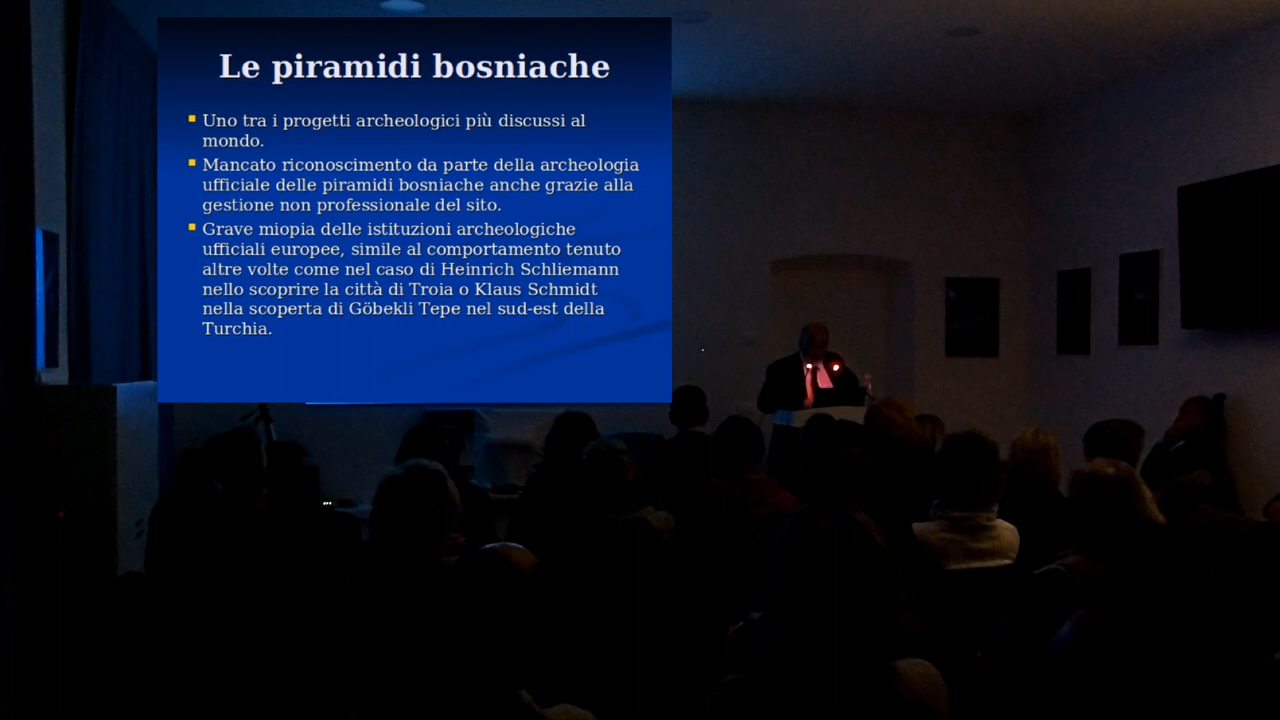 Le piramidi bosniache
Uno tra i progetti archeologici più discussi al
mondo.
Mancato riconoscimento da parte della archeologia
ufficiale delle piramidi bosniache anche grazie alla
gestione non professionale del sito.
Grave miopia delle istituzioni archeologiche
ufficiali europee, simile al comportamento tenuto
altre volte come nel caso di Heinrich Schliemann
nello scoprire la città di Troia o Klaus Schmidt
nella scoperta di Göbekli Tepe nel sud-est della
Turchia.